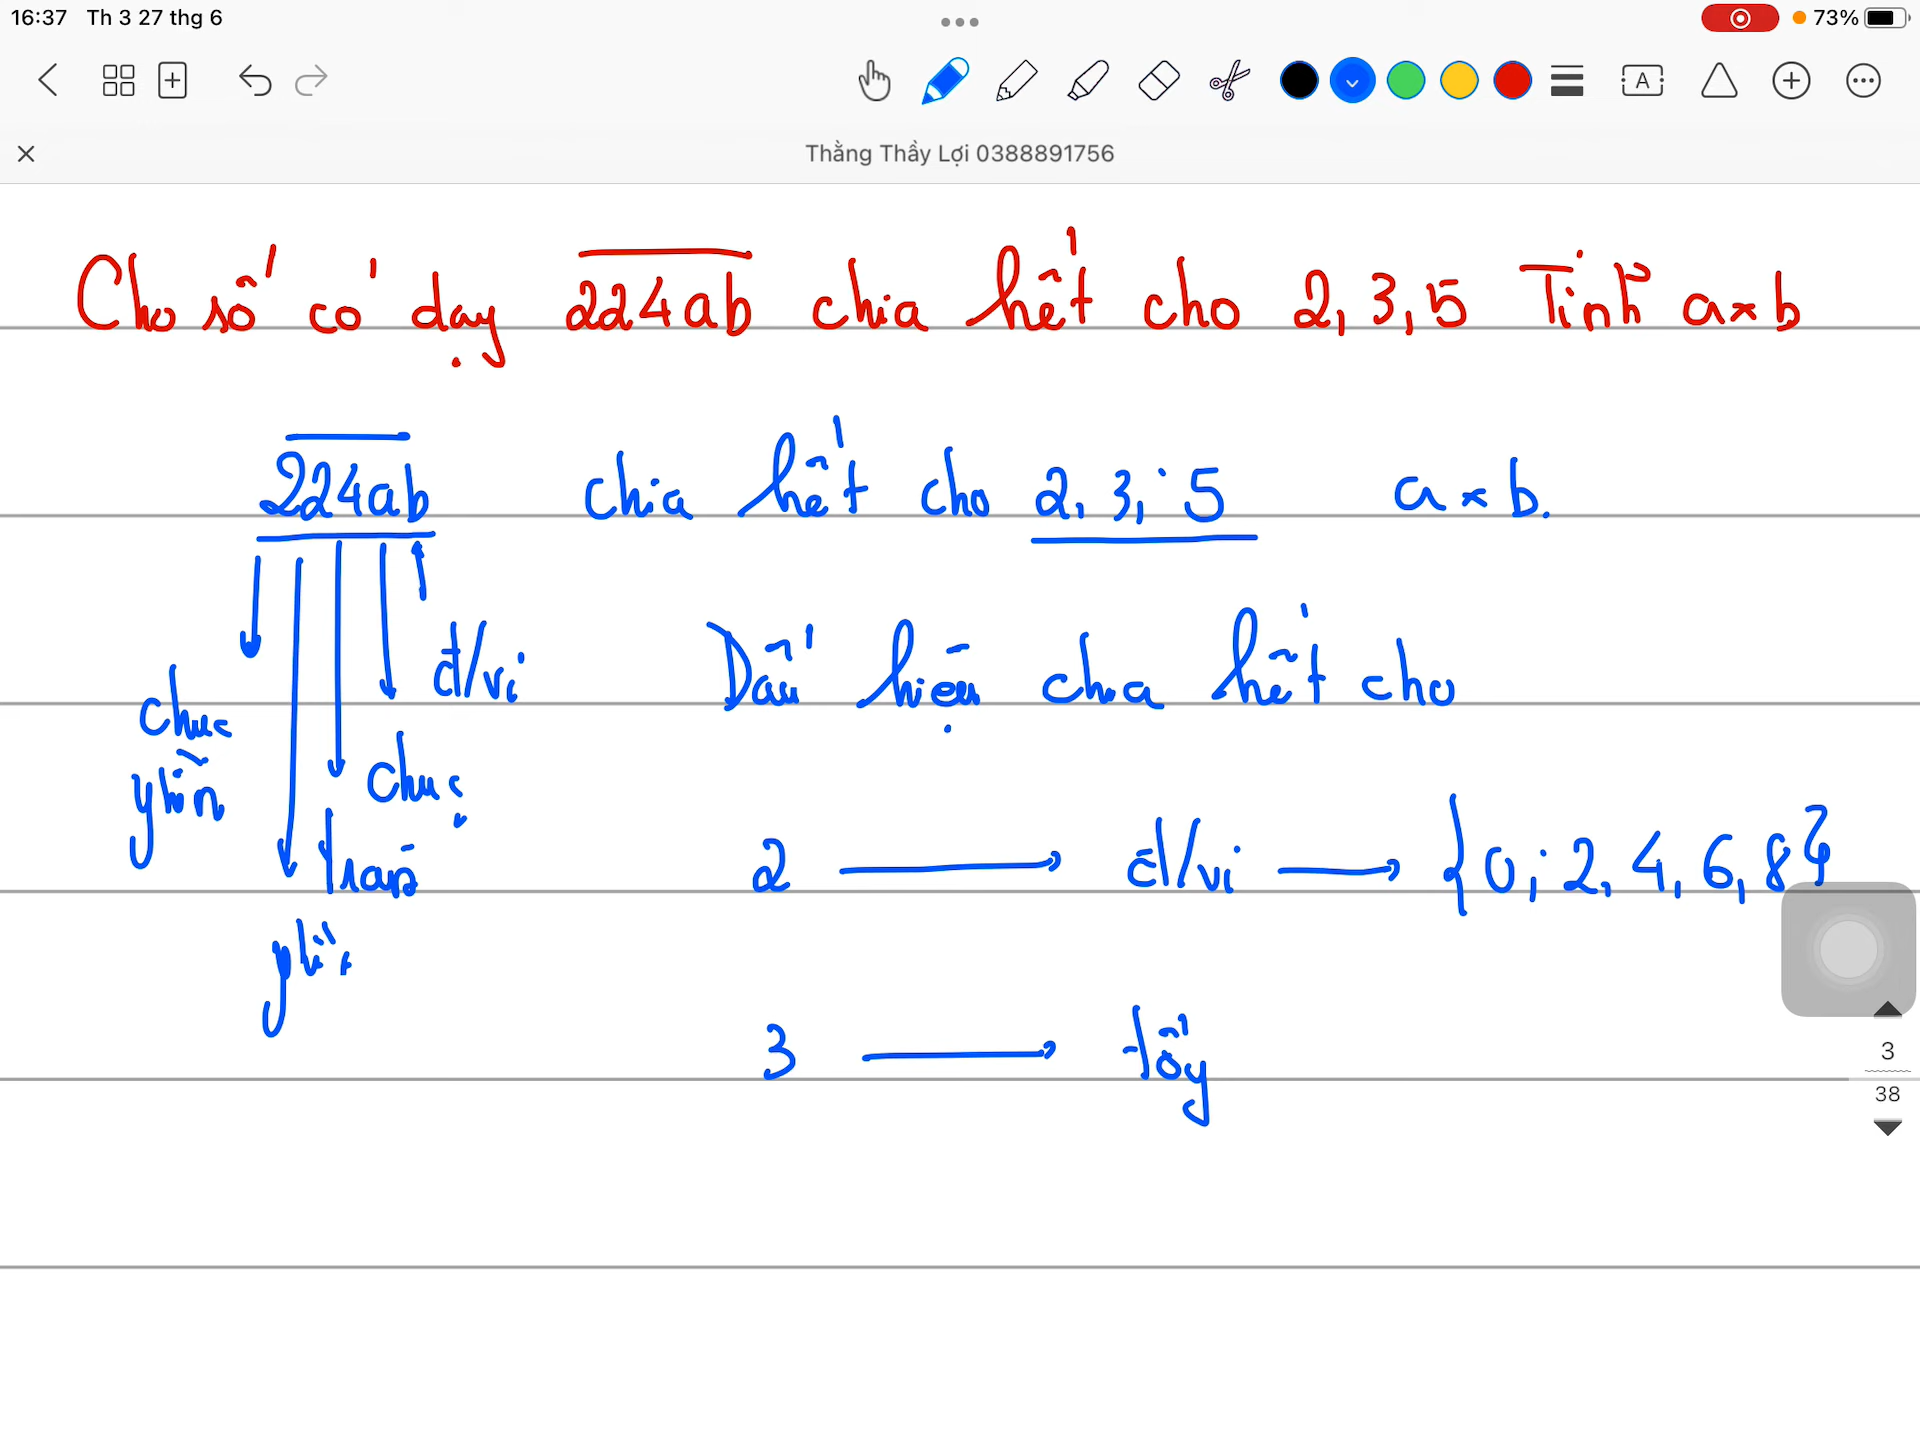 16:37 Th 3 27 thg 6
73%
A
Thằng Thầy Lợi 0388891756
Cho số có dạng 224ab chia hết cho 2, 3, 5 Tính a×b
224ab chia hết cho 2, 3; 5 a×b.
đ/vị Dấu hiệu chia hết cho
chục
nghìn
chục
2 → đ/vị → {0; 2, 4, 6, 8}
trăm
3 → tổng
3
38